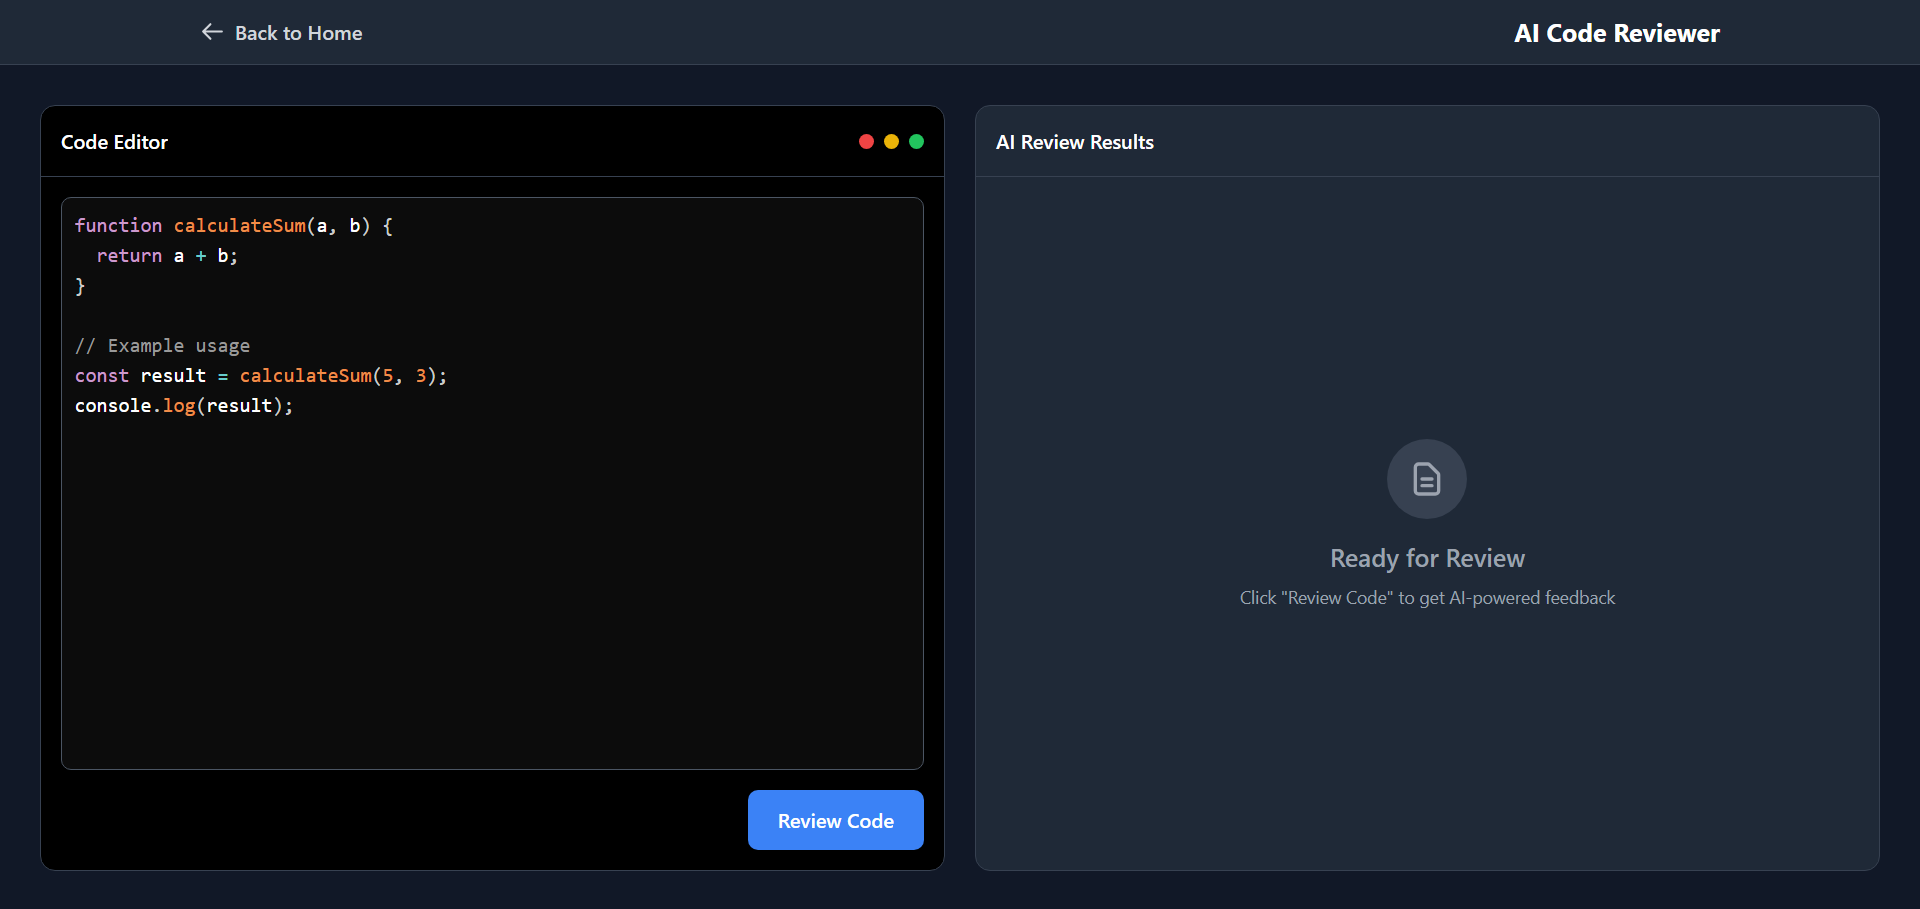 Back to Home
AI Code Reviewer
Code Editor
function calculateSum(a, b) {
  return a + b;
}
// Example usage
const result = calculateSum(5, 3);
console.log(result);
Review Code
AI Review Results
Ready for Review
Click "Review Code" to get AI-powered feedback